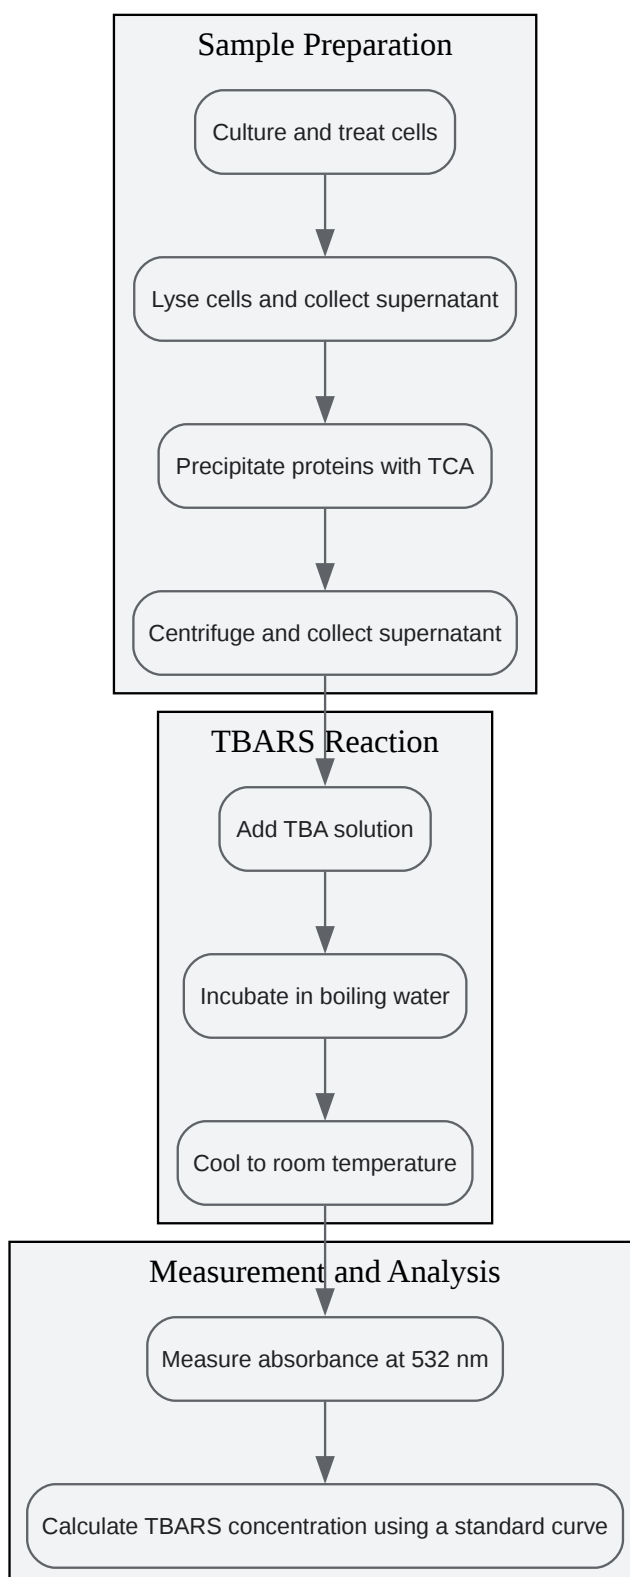 Sample Preparation
Culture and treat cells
Lyse cells and collect supernatant
Precipitate proteins with TCA
Centrifuge and collect supernatant
TBARS Reaction
Add TBA solution
Incubate in boiling water
Cool to room temperature
Measurement and Analysis
Measure absorbance at 532 nm
Calculate TBARS concentration using a standard curve